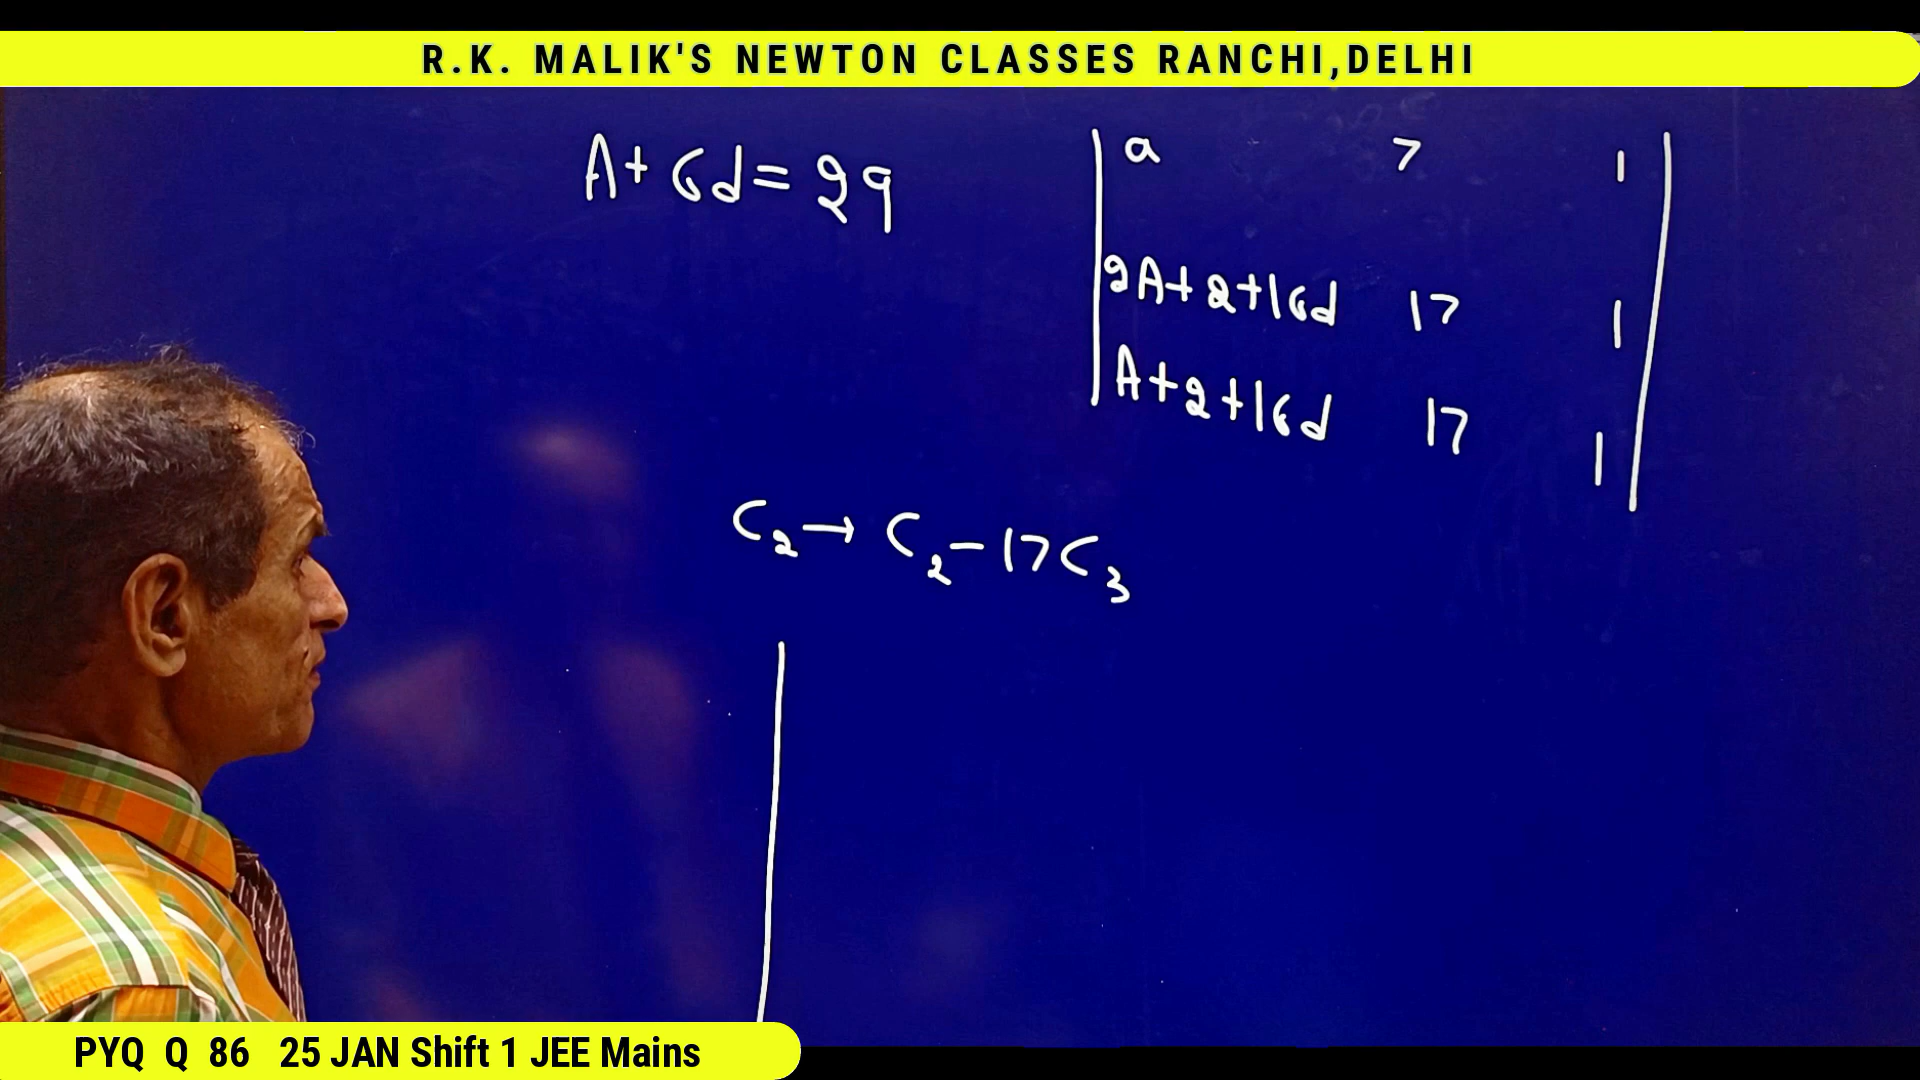 R.K. MALIK'S NEWTON CLASSES RANCHI,DELHI
A+6d=29
a 7 1
2A+2+16d 17 1
A+2+16d 17 1
C₂→C₂-17C₃
PYQ Q 86 25 JAN Shift 1 JEE Mains